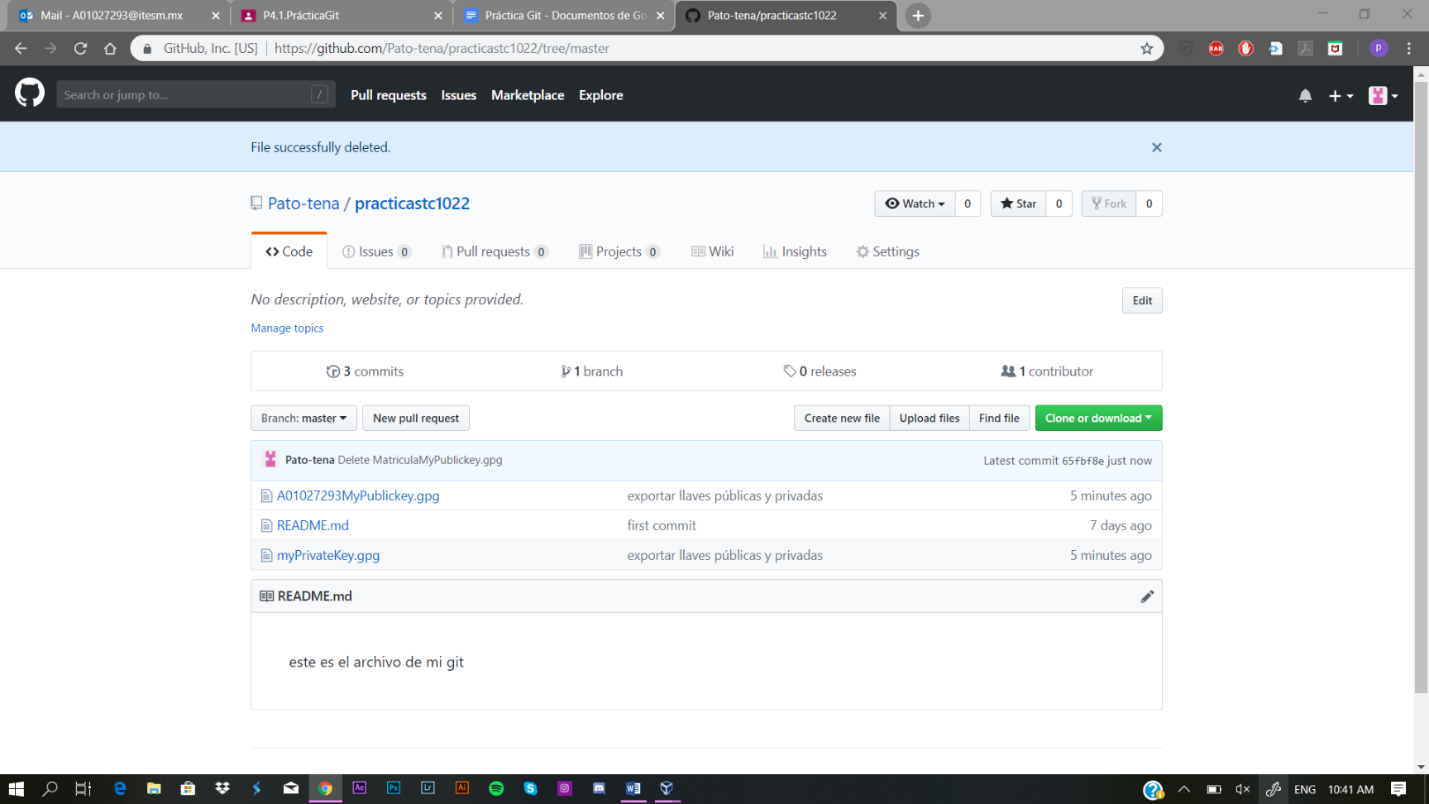 Mail - A01027293@itesm.mx
P4.1.PrácticaGit
Práctica Git - Documentos de Go
Pato-tena/practicastc1022
GitHub, Inc. [US] | https://github.com/Pato-tena/practicastc1022/tree/master
ABP
P
Search or jump to... /
Pull requests Issues Marketplace Explore
File successfully deleted.
Pato-tena / practicastc1022
Watch 0 Star 0 Fork 0
Code Issues 0 Pull requests 0 Projects 0 Wiki Insights Settings
No description, website, or topics provided.
Edit
Manage topics
3 commits 1 branch 0 releases 1 contributor
Branch: master New pull request Create new file Upload files Find file Clone or download
Pato-tena Delete MatriculaMyPublickey.gpg Latest commit 65fbf8e just now
A01027293MyPublickey.gpg exportar llaves públicas y privadas 5 minutes ago
README.md first commit 7 days ago
myPrivateKey.gpg exportar llaves públicas y privadas 5 minutes ago
README.md
este es el archivo de mi git
Ae Ps Lr Ai
ENG 10:41 AM